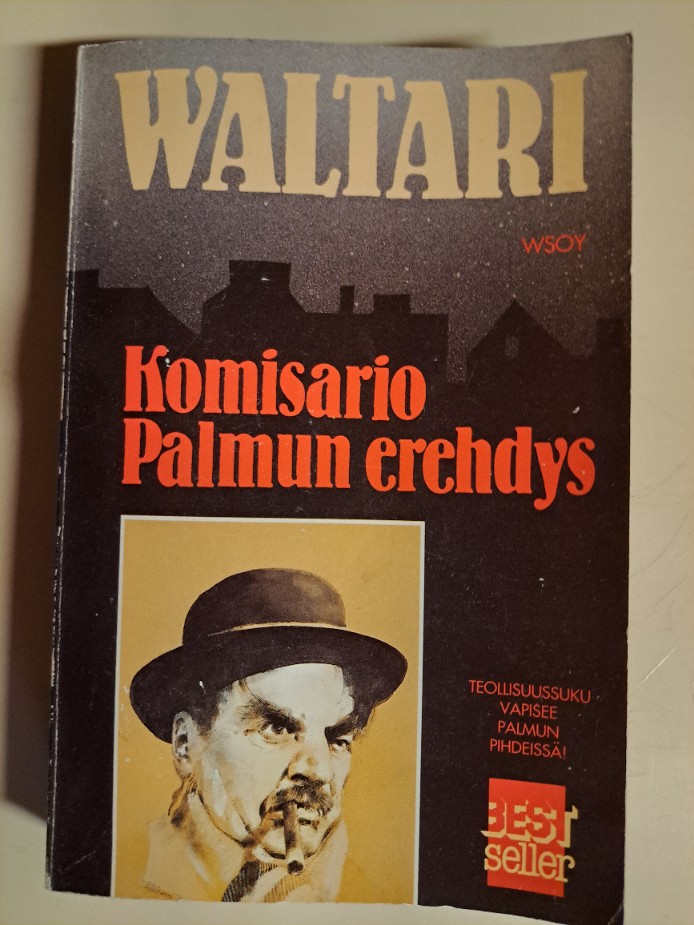 WALTARI
WSOY
Komisario
Palmun erehdys
TEOLLISUUSSUKU
VAPISEE
PALMUN
PIHDEISSÄ!
BEST
seller